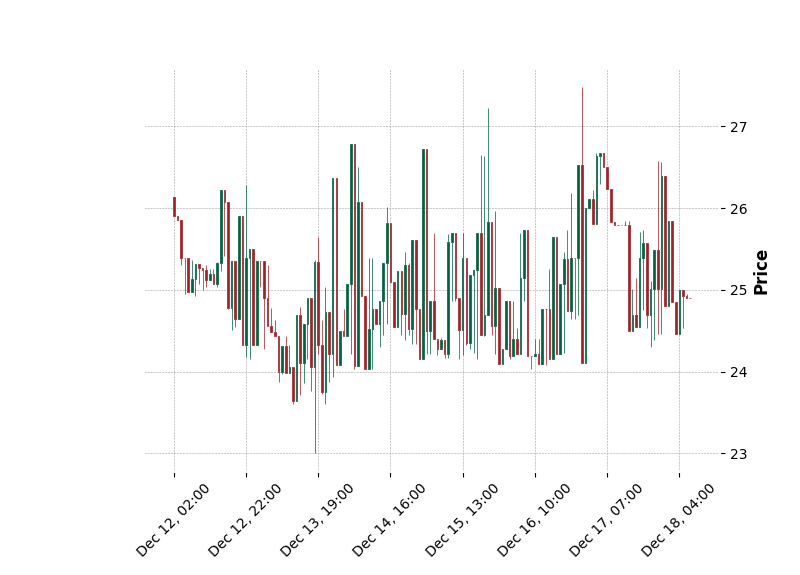 27
26
25
24
23
Price
Dec 12, 02:00
Dec 12, 22:00
Dec 13, 19:00
Dec 14, 16:00
Dec 15, 13:00
Dec 16, 10:00
Dec 17, 07:00
Dec 18, 04:00